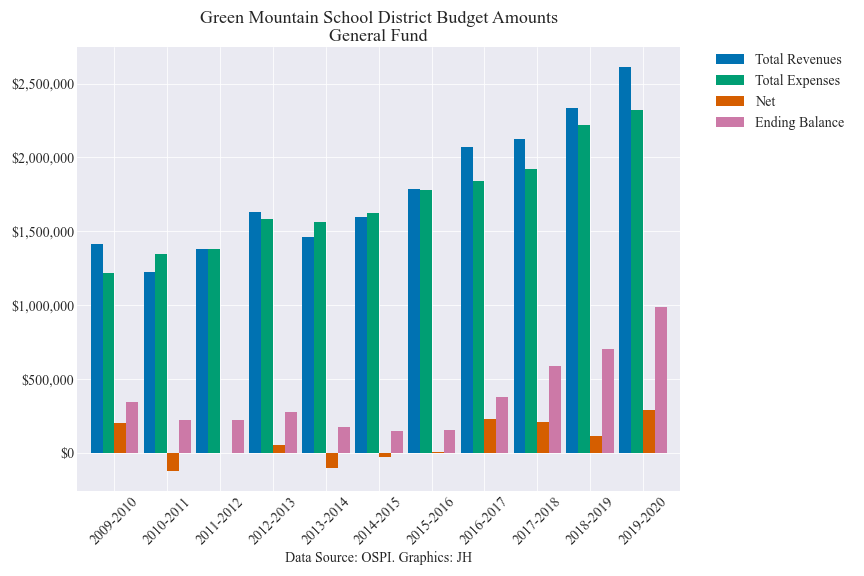 Green Mountain School District Budget Amounts
General Fund
Total Revenues
Total Expenses
Net
Ending Balance
$2,500,000
$2,000,000
$1,500,000
$1,000,000
$500,000
$0
2009-2010
2010-2011
2011-2012
2012-2013
2013-2014
2014-2015
2015-2016
2016-2017
2017-2018
2018-2019
2019-2020
Data Source: OSPI. Graphics: JH